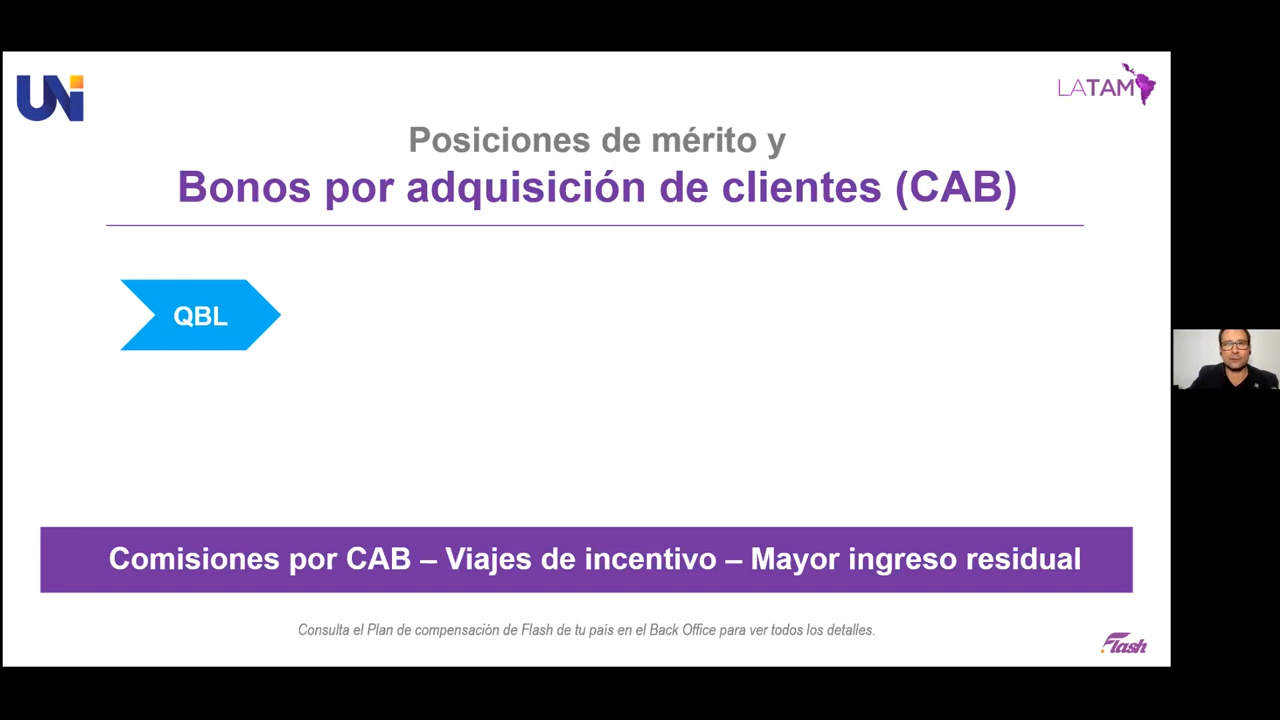 UNi
LATAM
Posiciones de mérito y
Bonos por adquisición de clientes (CAB)
QBL
Comisiones por CAB – Viajes de incentivo – Mayor ingreso residual
Consulta el Plan de compensación de Flash de tu país en el Back Office para ver todos los detalles.
Flash